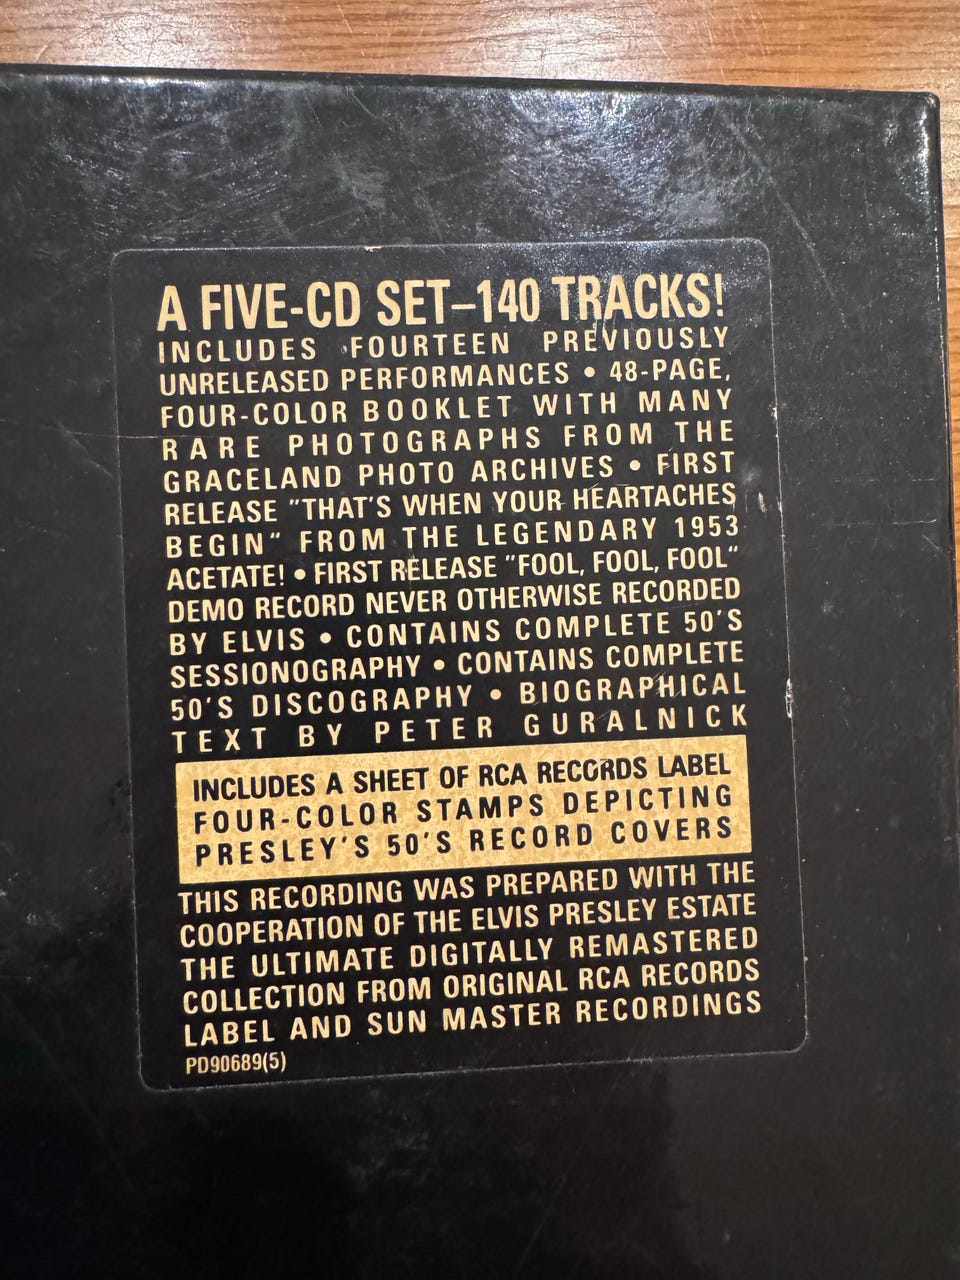 A FIVE-CD SET–140 TRACKS!
INCLUDES FOURTEEN PREVIOUSLY
UNRELEASED PERFORMANCES • 48-PAGE,
FOUR-COLOR BOOKLET WITH MANY
RARE PHOTOGRAPHS FROM THE
GRACELAND PHOTO ARCHIVES • FIRST
RELEASE "THAT'S WHEN YOUR HEARTACHES
BEGIN" FROM THE LEGENDARY 1953
ACETATE! • FIRST RELEASE "FOOL, FOOL, FOOL"
DEMO RECORD NEVER OTHERWISE RECORDED
BY ELVIS • CONTAINS COMPLETE 50'S
SESSIONOGRAPHY • CONTAINS COMPLETE
50'S DISCOGRAPHY • BIOGRAPHICAL
TEXT BY PETER GURALNICK
INCLUDES A SHEET OF RCA RECORDS LABEL
FOUR-COLOR STAMPS DEPICTING
PRESLEY'S 50'S RECORD COVERS
THIS RECORDING WAS PREPARED WITH THE
COOPERATION OF THE ELVIS PRESLEY ESTATE
THE ULTIMATE DIGITALLY REMASTERED
COLLECTION FROM ORIGINAL RCA RECORDS
LABEL AND SUN MASTER RECORDINGS
PD90689(5)